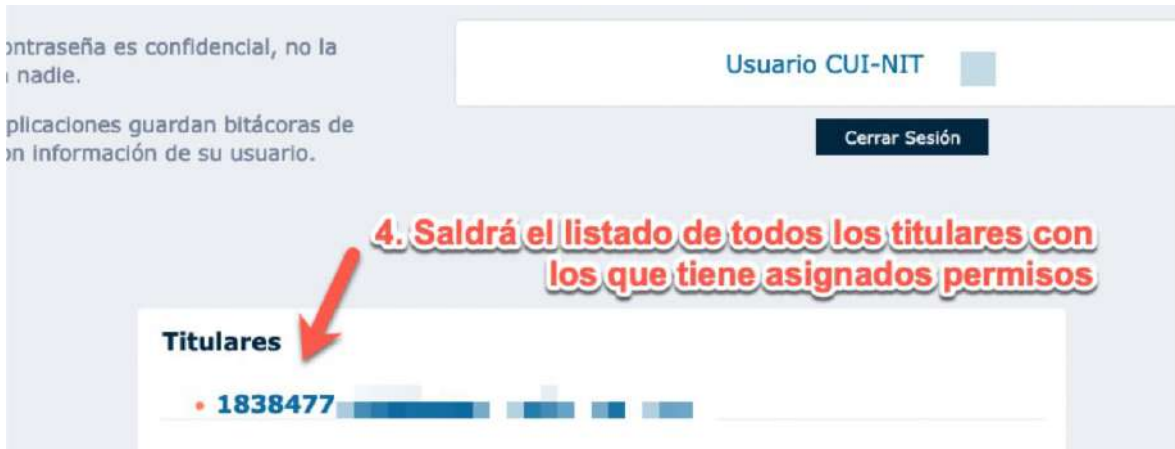 contraseña es confidencial, no la
nadie.
plicaciones guardan bitácoras de
on información de su usuario.
Usuario CUI-NIT
Cerrar Sesión
4. Saldrá el listado de todos los titulares con
los que tiene asignados permisos
Titulares
• 1838477